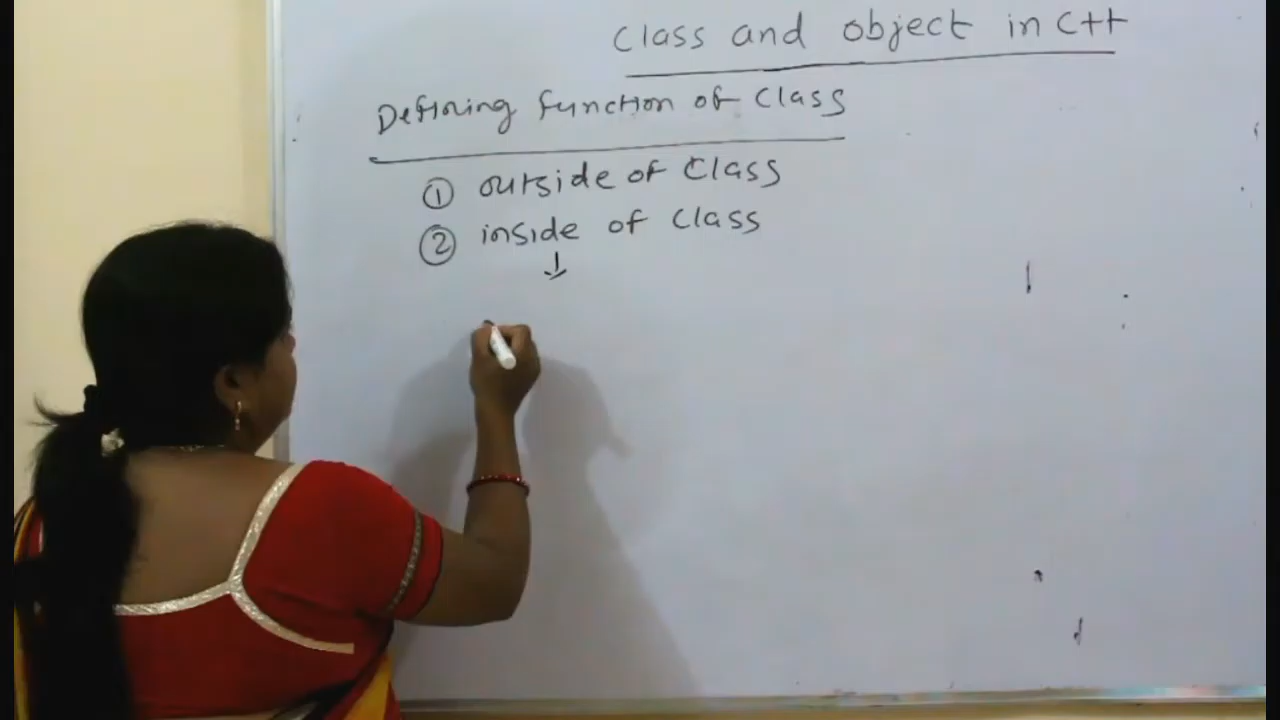 Class and object in C++
Defining function of Class
① outside of Class
② inside of Class
↓